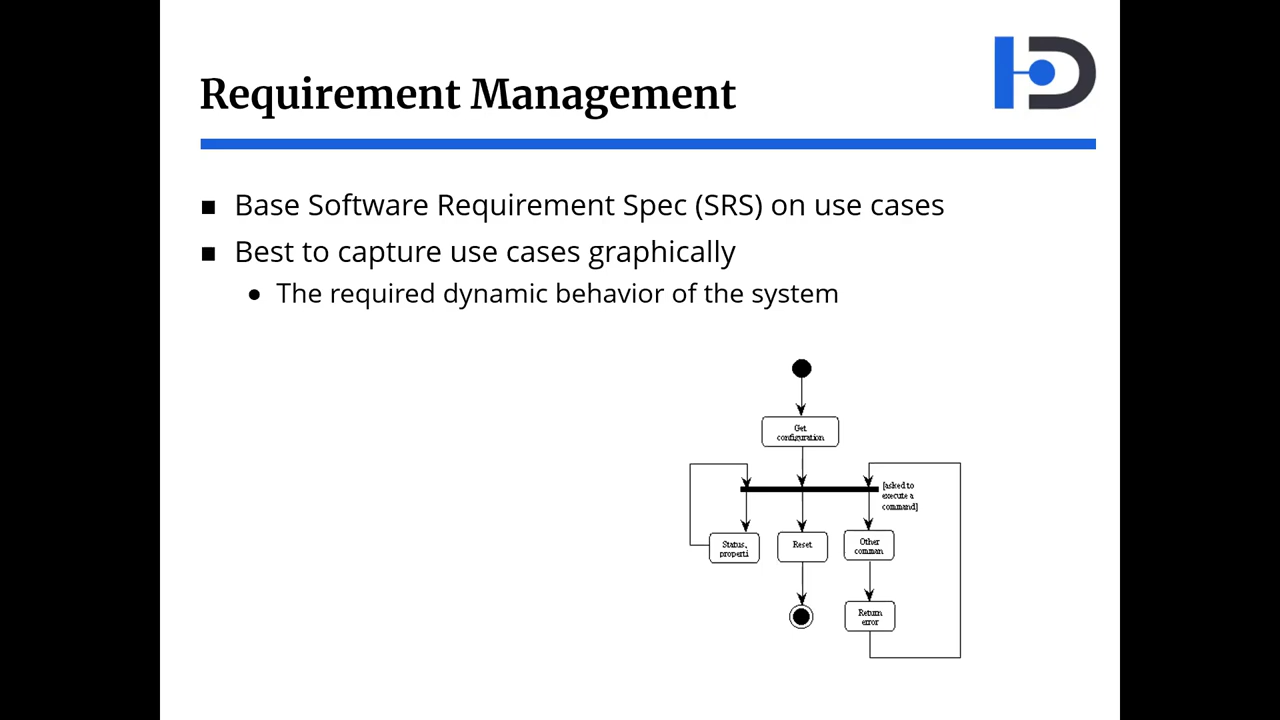 Requirement Management
■ Base Software Requirement Spec (SRS) on use cases
■ Best to capture use cases graphically
● The required dynamic behavior of the system
Get
configuration
[asked to
execute a
command]
Status,
properti
Reset
Other
comman
Return
error